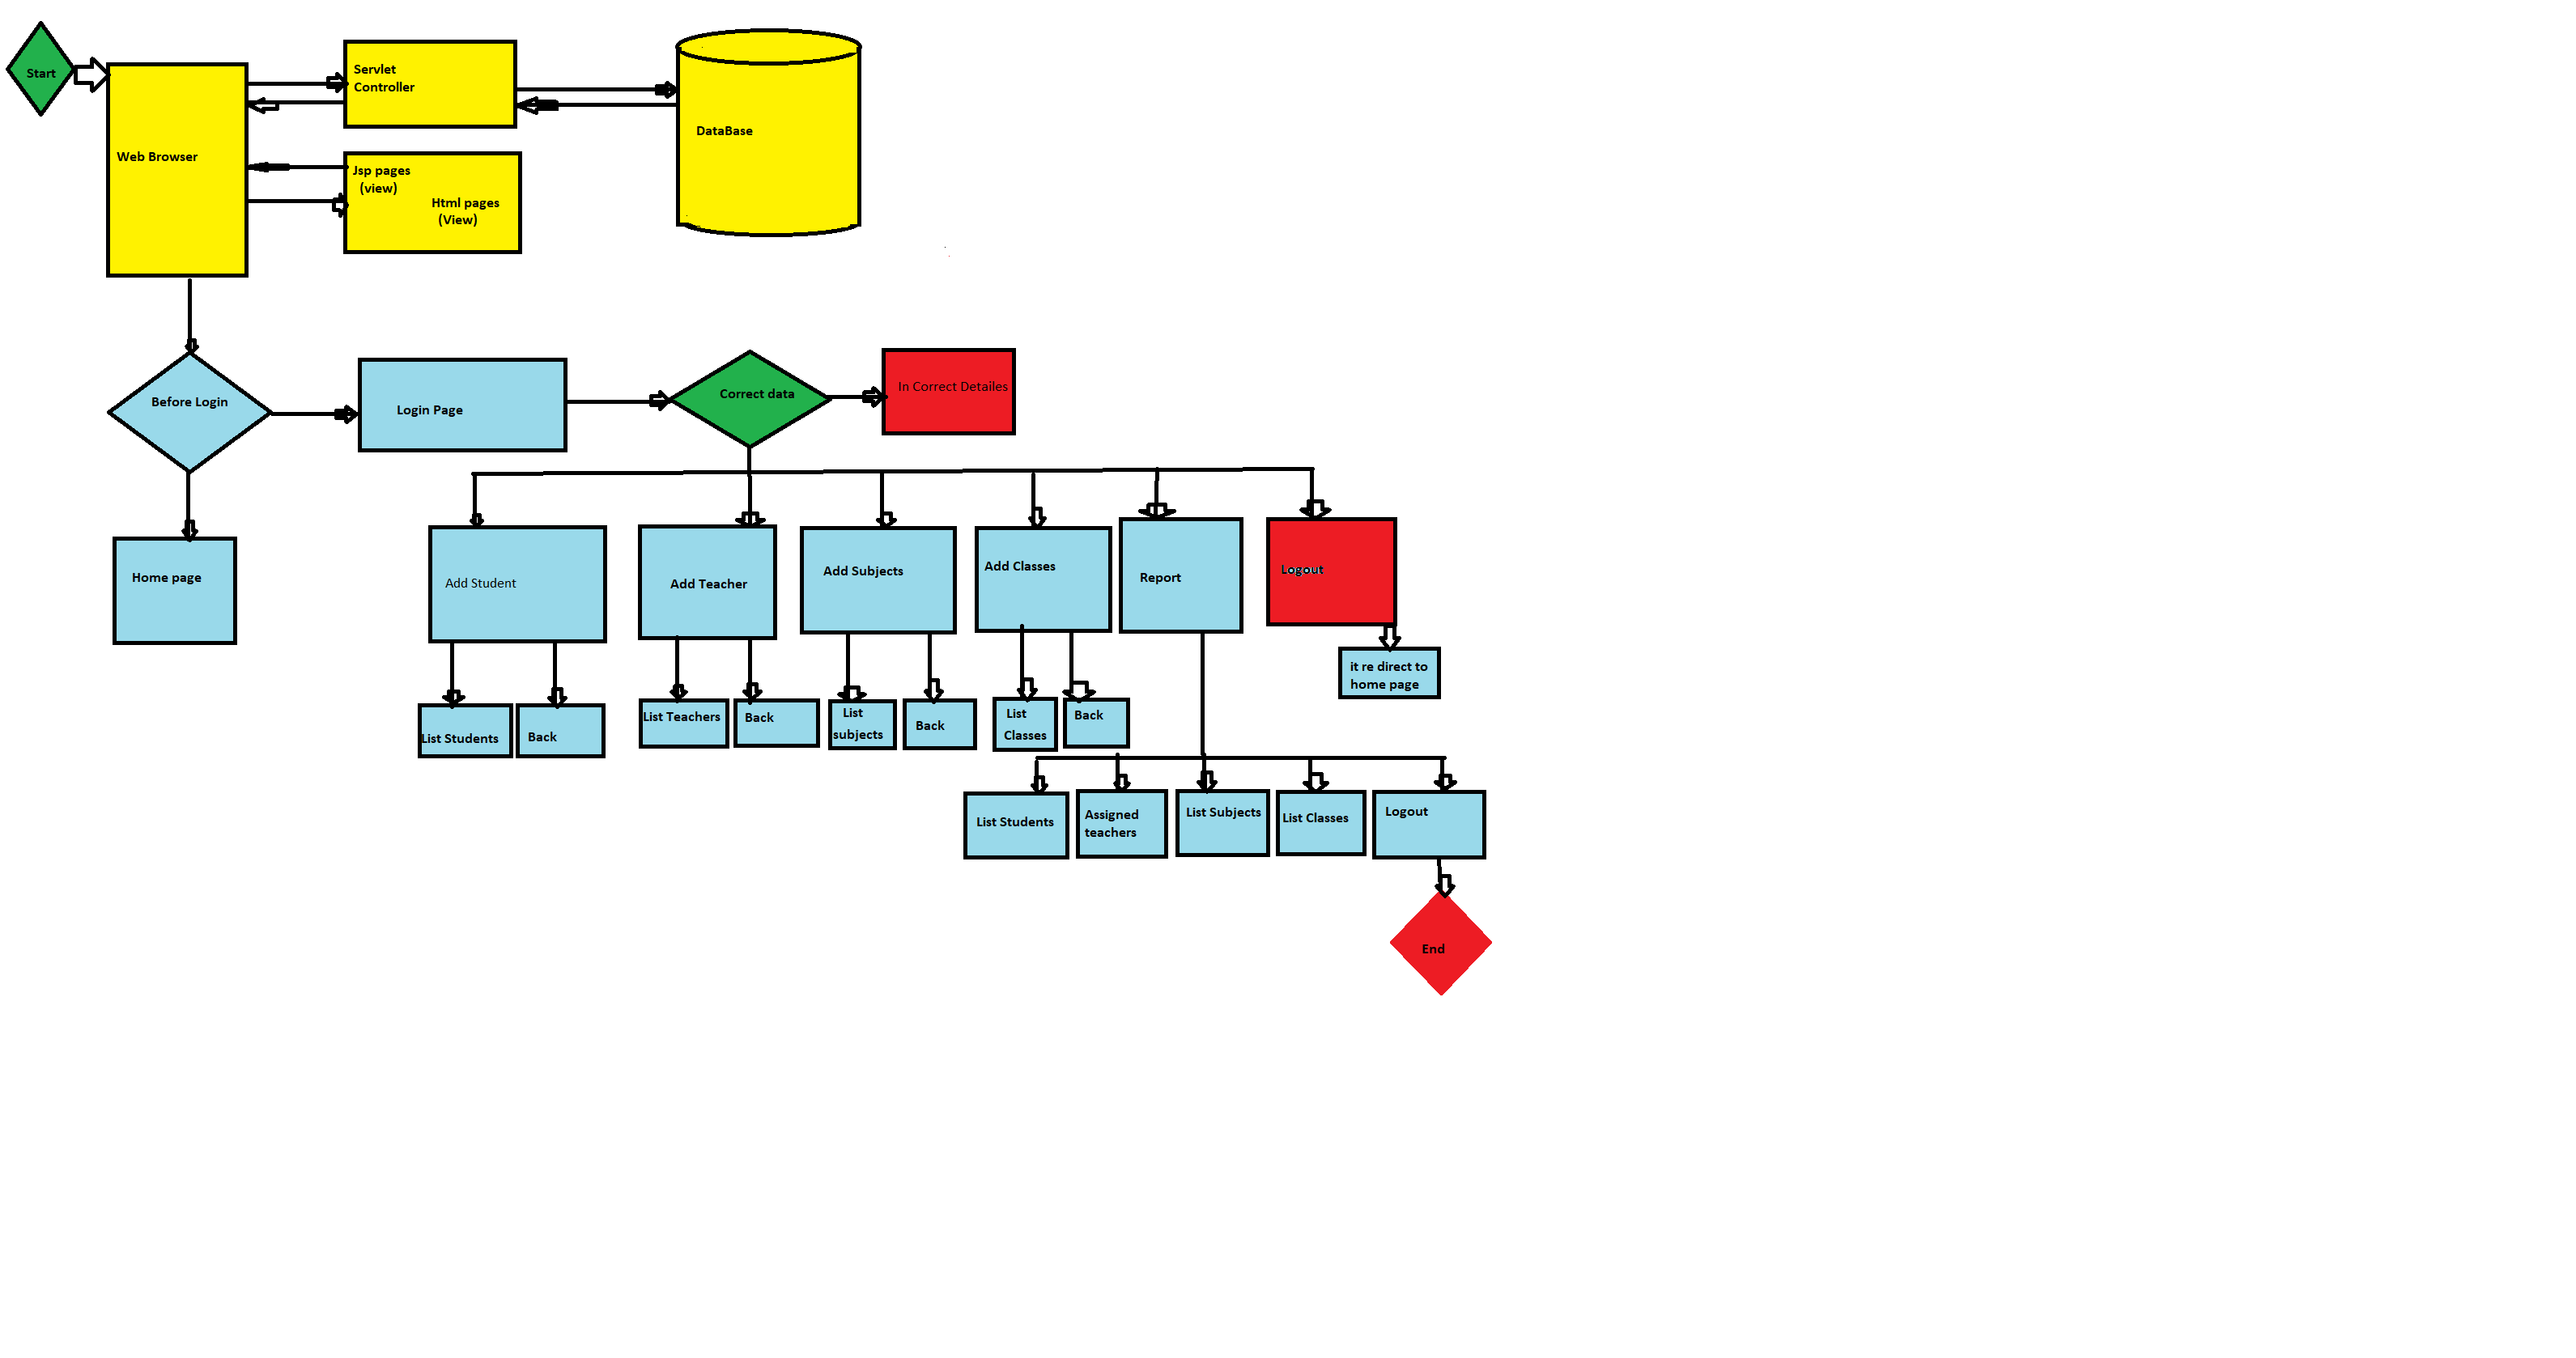 Start
Servlet
Controller
DataBase
Web Browser
Jsp pages
(view)
Html pages
(View)
Before Login
Login Page
Correct data
In Correct Detailes
Home page
Add Student
Add Teacher
Add Subjects
Add Classes
Report
Logout
it re direct to
home page
List Students
Back
List Teachers
Back
List
subjects
Back
List
Classes
Back
List Students
Assigned
teachers
List Subjects
List Classes
Logout
End